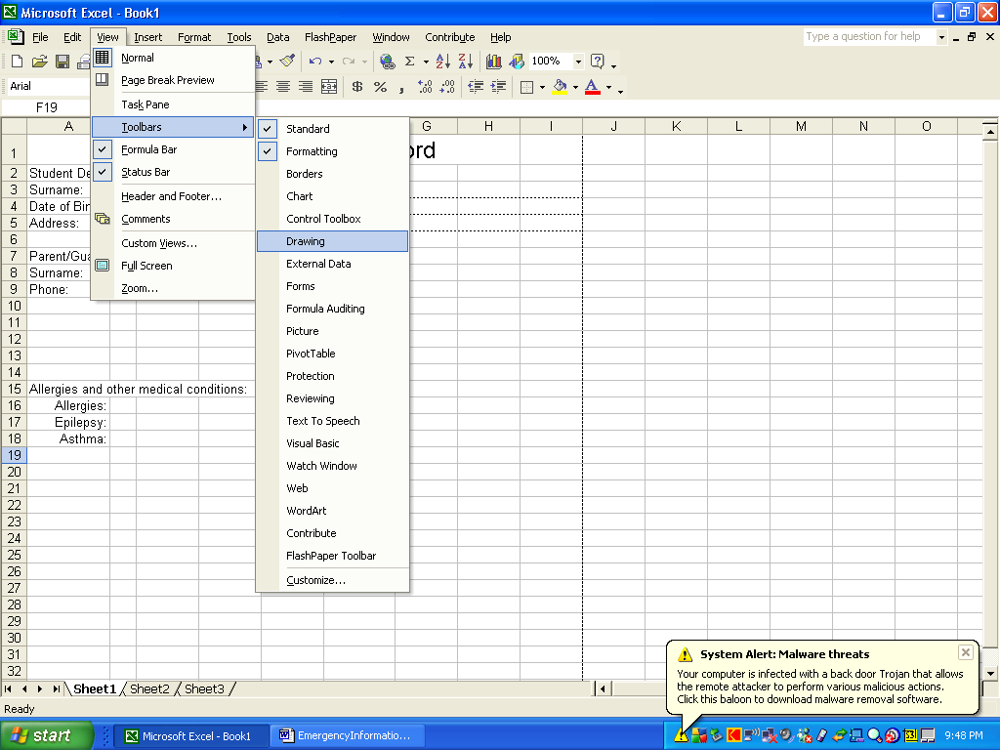 Microsoft Excel - Book1
File Edit View Insert Format Tools Data FlashPaper Window Contribute Help
Type a question for help
100%
Arial
$ % ,
F19
A G H I J K L M N O
Normal
Page Break Preview
Task Pane
Toolbars
Formula Bar
Status Bar
Header and Footer...
Comments
Custom Views...
Full Screen
Zoom...
Standard
Formatting
Borders
Chart
Control Toolbox
Drawing
External Data
Forms
Formula Auditing
Picture
PivotTable
Protection
Reviewing
Text To Speech
Visual Basic
Watch Window
Web
WordArt
Contribute
FlashPaper Toolbar
Customize...
1 ord
2 Student De
3 Surname:
4 Date of Bir
5 Address:
6
7 Parent/Gua
8 Surname:
9 Phone:
10
11
12
13
14
15 Allergies and other medical conditions:
16 Allergies:
17 Epilepsy:
18 Asthma:
19
20
21
22
23
24
25
26
27
28
29
30
31
32
System Alert: Malware threats
Your computer is infected with a back door Trojan that allows
the remote attacker to perform various malicious actions.
Click this baloon to download malware removal software.
Sheet1 Sheet2 Sheet3
Ready
start
Microsoft Excel - Book1
EmergencyInformatio...
9:48 PM